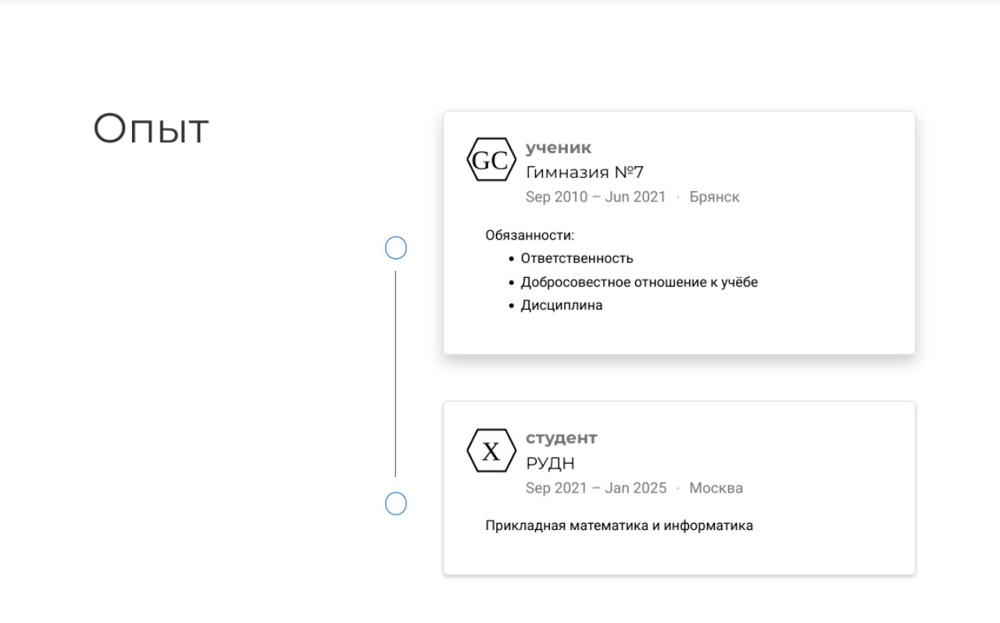 Опыт
GC
ученик
Гимназия №7
Sep 2010 – Jun 2021 · Брянск
Обязанности:
• Ответственность
• Добросовестное отношение к учёбе
• Дисциплина
X
студент
РУДН
Sep 2021 – Jan 2025 · Москва
Прикладная математика и информатика